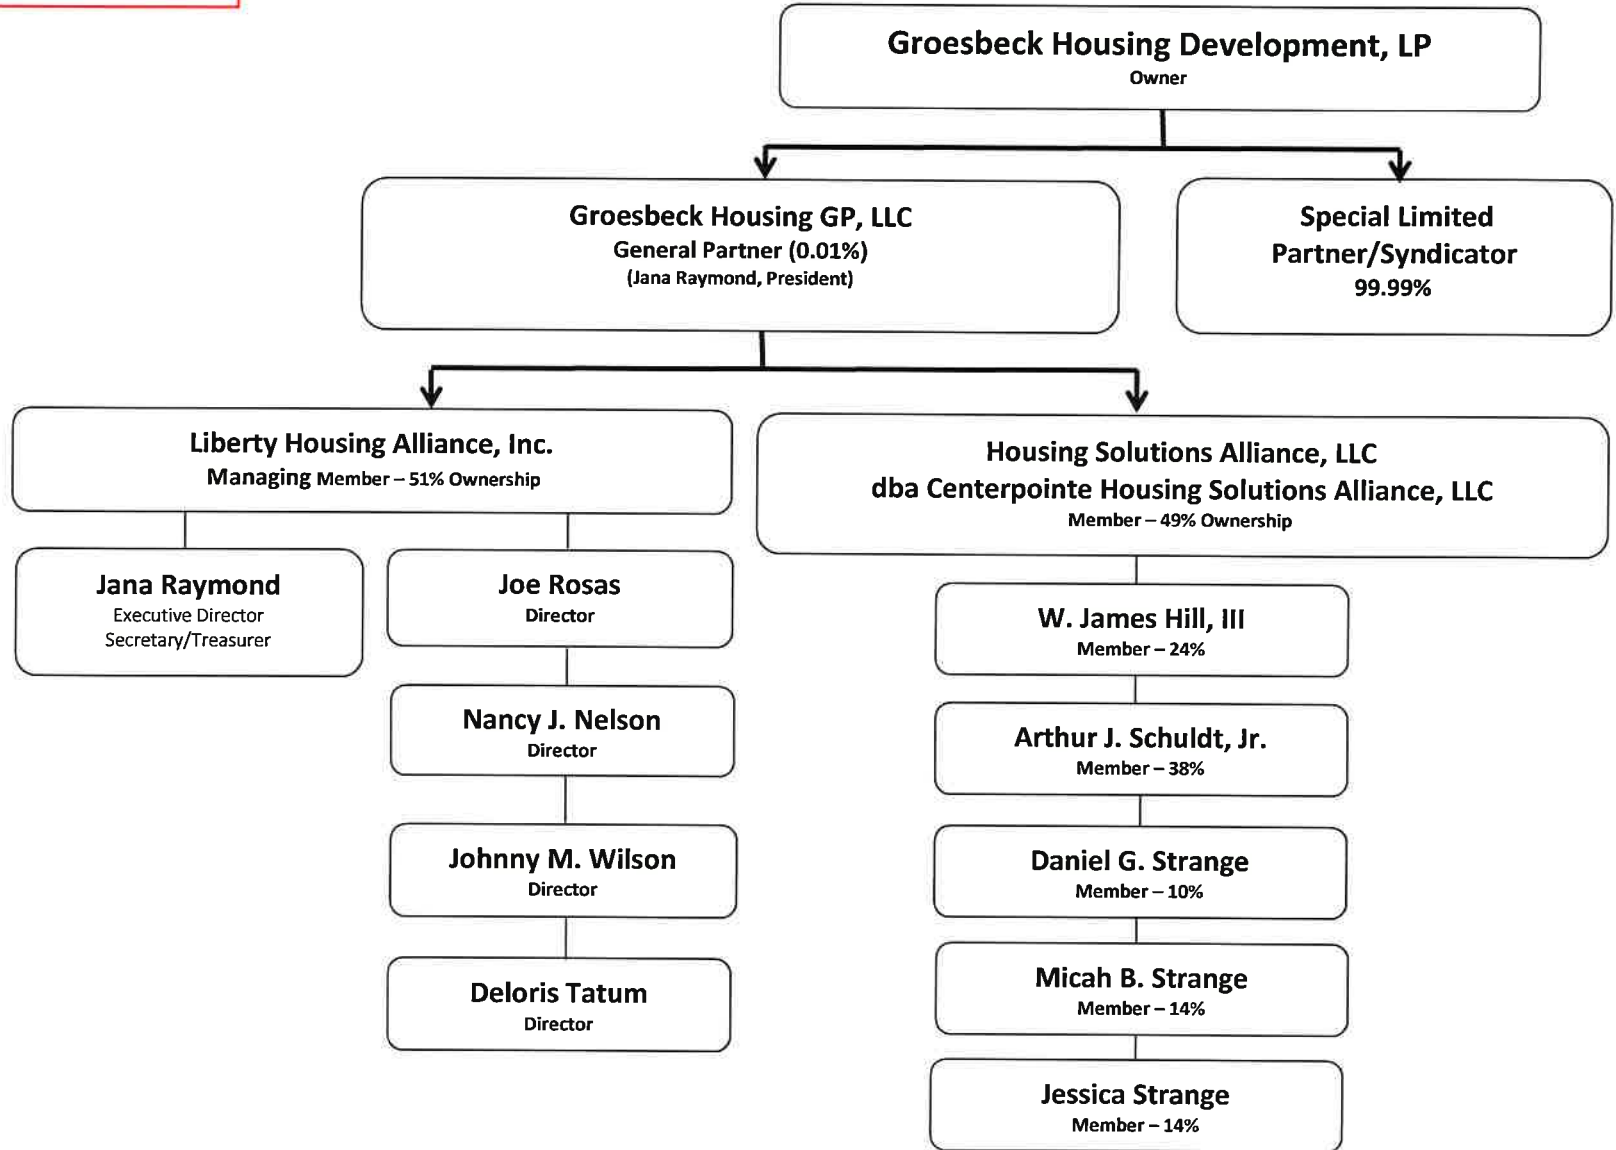 Groesbeck Housing Development, LP
Owner
Groesbeck Housing GP, LLC
General Partner (0.01%)
(Jana Raymond, President)
Special Limited
Partner/Syndicator
99.99%
Liberty Housing Alliance, Inc.
Managing Member – 51% Ownership
Housing Solutions Alliance, LLC
dba Centerpointe Housing Solutions Alliance, LLC
Member – 49% Ownership
Jana Raymond
Executive Director
Secretary/Treasurer
Joe Rosas
Director
Nancy J. Nelson
Director
Johnny M. Wilson
Director
Deloris Tatum
Director
W. James Hill, III
Member – 24%
Arthur J. Schuldt, Jr.
Member – 38%
Daniel G. Strange
Member – 10%
Micah B. Strange
Member – 14%
Jessica Strange
Member – 14%